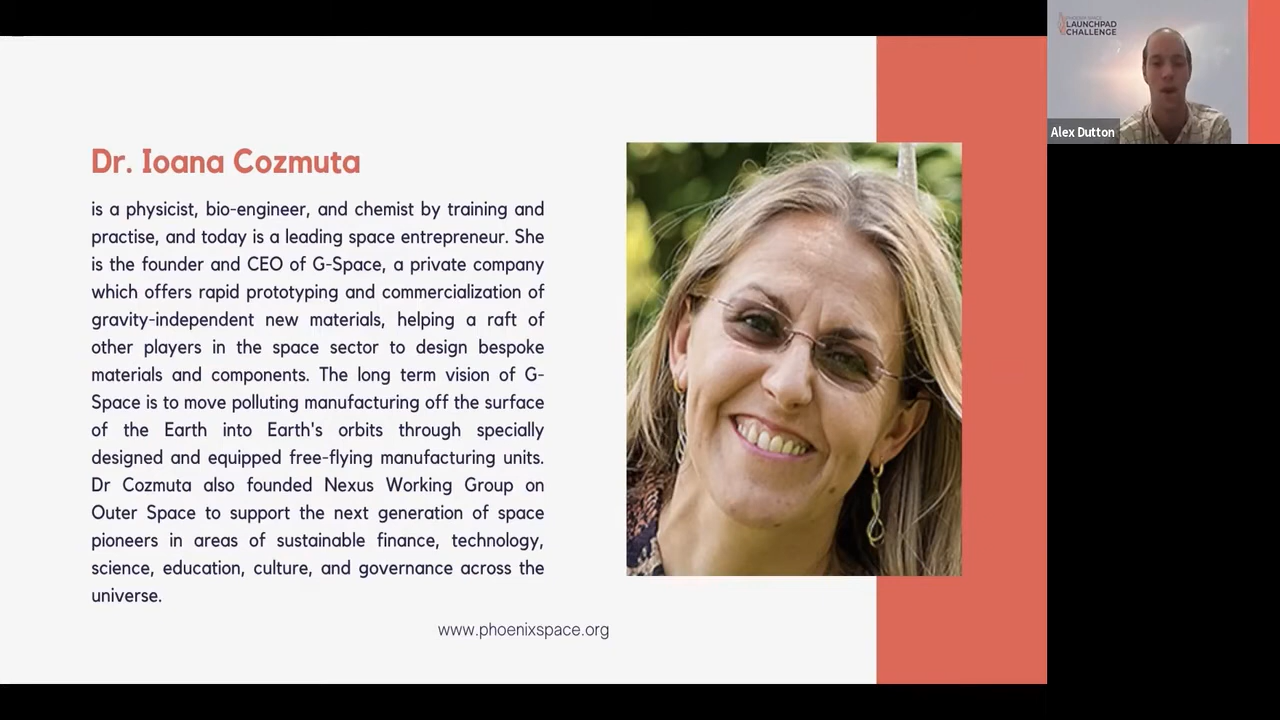 Dr. Ioana Cozmuta
is a physicist, bio-engineer, and chemist by training and
practise, and today is a leading space entrepreneur. She
is the founder and CEO of G-Space, a private company
which offers rapid prototyping and commercialization of
gravity-independent new materials, helping a raft of
other players in the space sector to design bespoke
materials and components. The long term vision of G-
Space is to move polluting manufacturing off the surface
of the Earth into Earth's orbits through specially
designed and equipped free-flying manufacturing units.
Dr Cozmuta also founded Nexus Working Group on
Outer Space to support the next generation of space
pioneers in areas of sustainable finance, technology,
science, education, culture, and governance across the
universe.
www.phoenixspace.org
PHOENIX SPACE
LAUNCHPAD
CHALLENGE
Alex Dutton